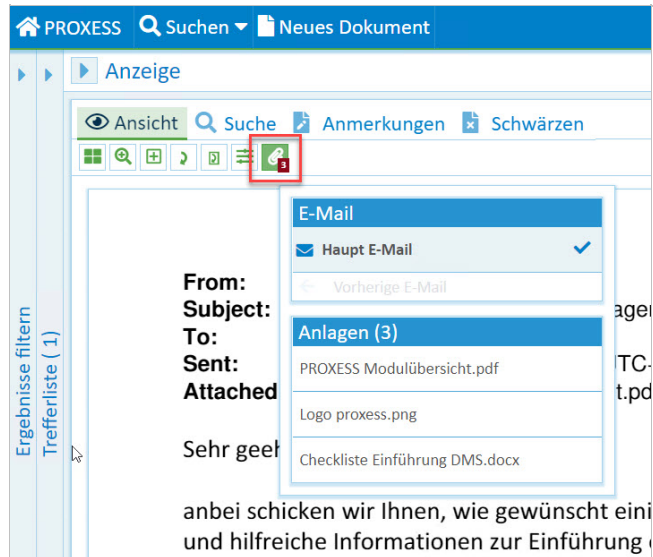 PROXESS Suchen Neues Dokument
Anzeige
Ansicht Suche Anmerkungen Schwärzen
3
E-Mail
Haupt E-Mail
Vorherige E-Mail
Anlagen (3)
PROXESS Modulübersicht.pdf
Logo proxess.png
Checkliste Einführung DMS.docx
From:
Subject:
To:
Sent:
Attached
Sehr geeh
anbei schicken wir Ihnen, wie gewünscht eini
und hilfreiche Informationen zur Einführung
Ergebnisse filtern
Trefferliste ( 1)